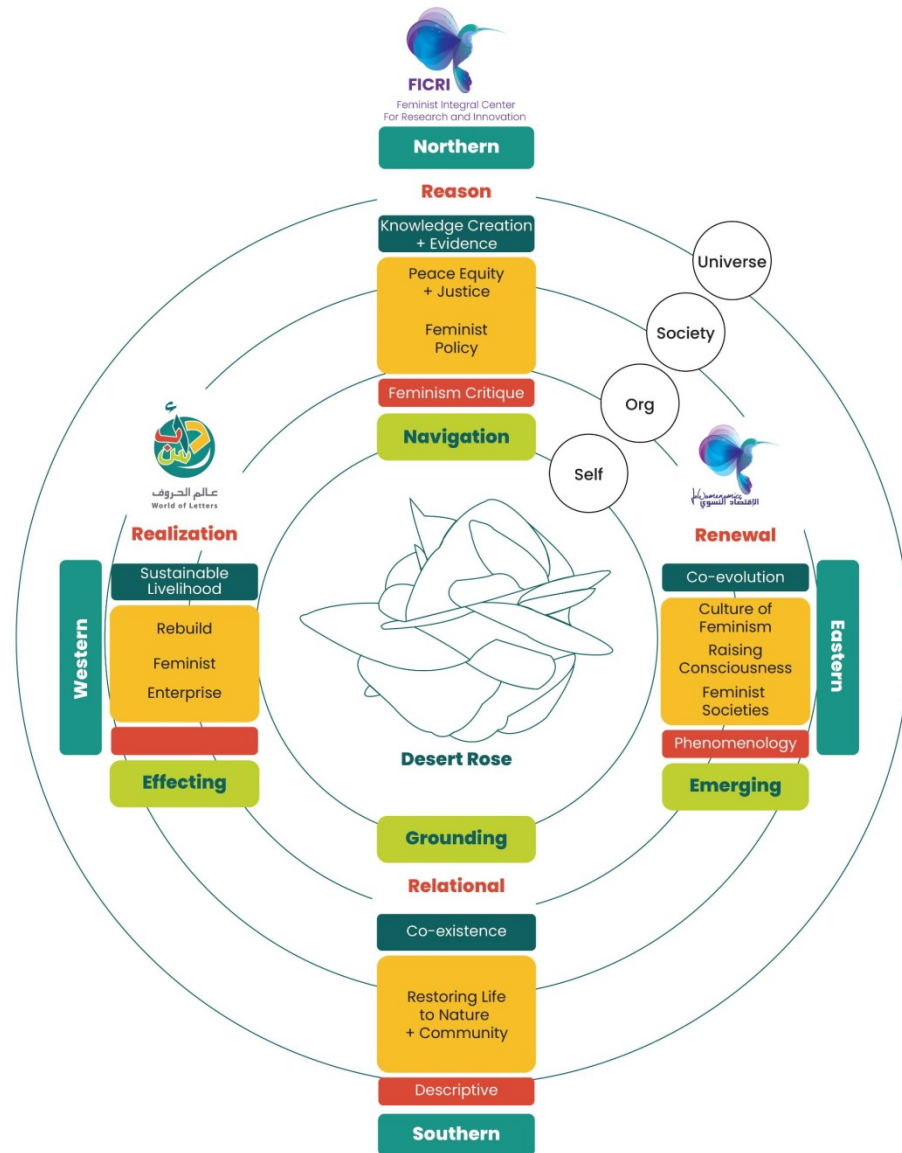 FICRI
Feminist Integral Center
For Research and Innovation
Northern
Reason
Knowledge Creation
+ Evidence
Peace Equity
+ Justice
Feminist
Policy
Feminism Critique
Navigation
Universe
Society
Org
Self
عالم الحروف
World of Letters
Realization
Western
Sustainable
Livelihood
Rebuild
Feminist
Enterprise
Effecting
Desert Rose
الإقتصاد النسوي
Renewal
Eastern
Co-evolution
Culture of
Feminism
Raising
Consciousness
Feminist
Societies
Phenomenology
Emerging
Grounding
Relational
Co-existence
Restoring Life
to Nature
+ Community
Descriptive
Southern